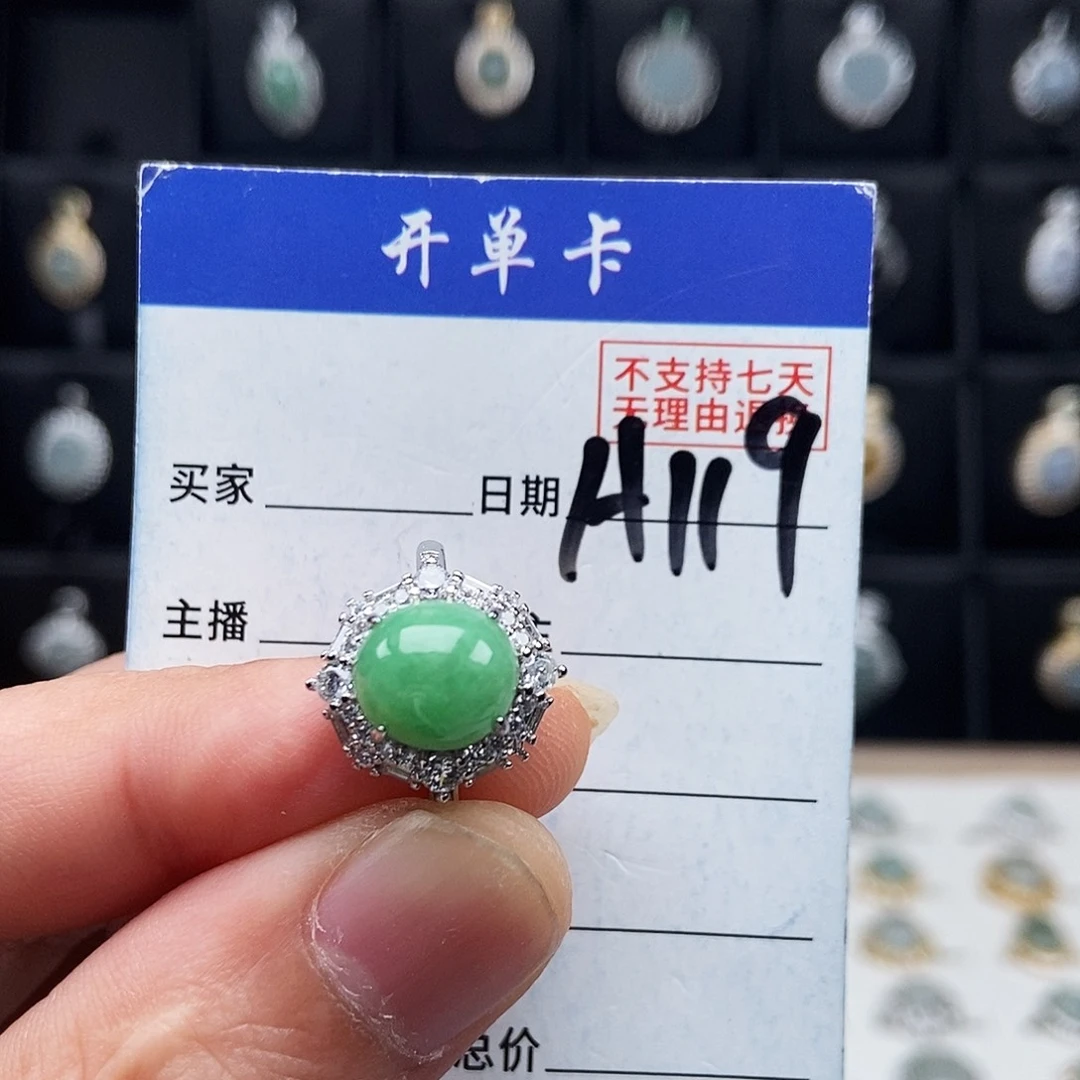 开单卡
不支持七天
无理由退换
买家 日期 A119
主播
总价